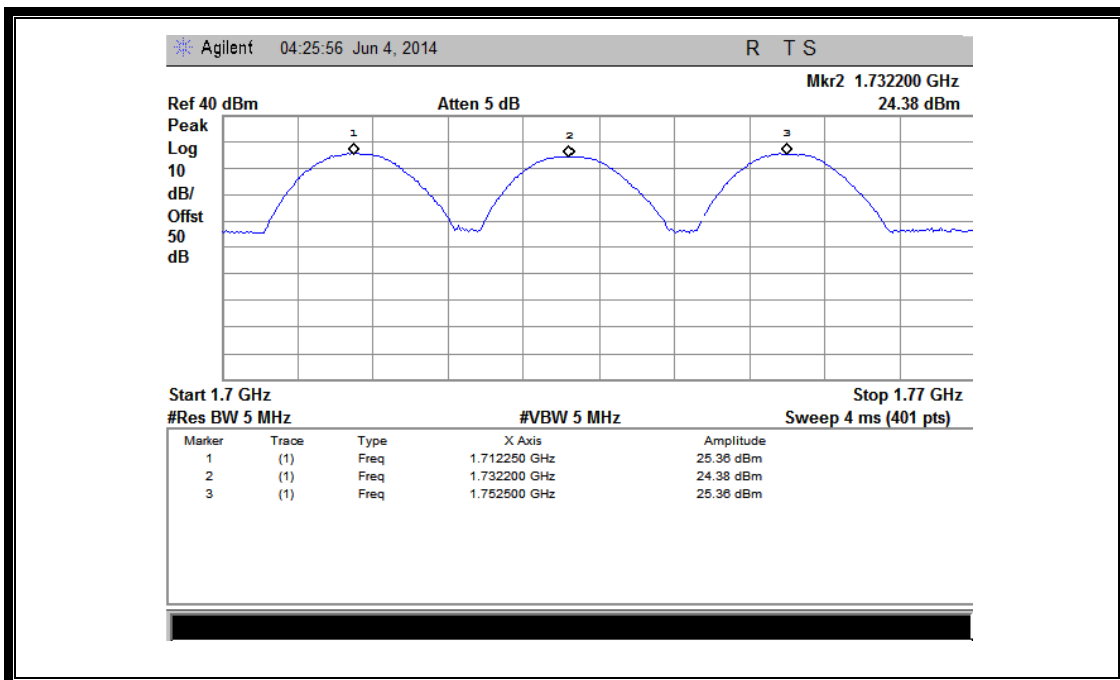 Agilent 04:25:56 Jun 4, 2014 R T S
Mkr2 1.732200 GHz
Ref 40 dBm Atten 5 dB 24.38 dBm
Peak
Log
10
dB/
Offst
50
dB
1 2 3
Start 1.7 GHz Stop 1.77 GHz
#Res BW 5 MHz #VBW 5 MHz Sweep 4 ms (401 pts)
Marker Trace Type X Axis Amplitude
1 (1) Freq 1.712250 GHz 25.36 dBm
2 (1) Freq 1.732200 GHz 24.38 dBm
3 (1) Freq 1.752500 GHz 25.36 dBm